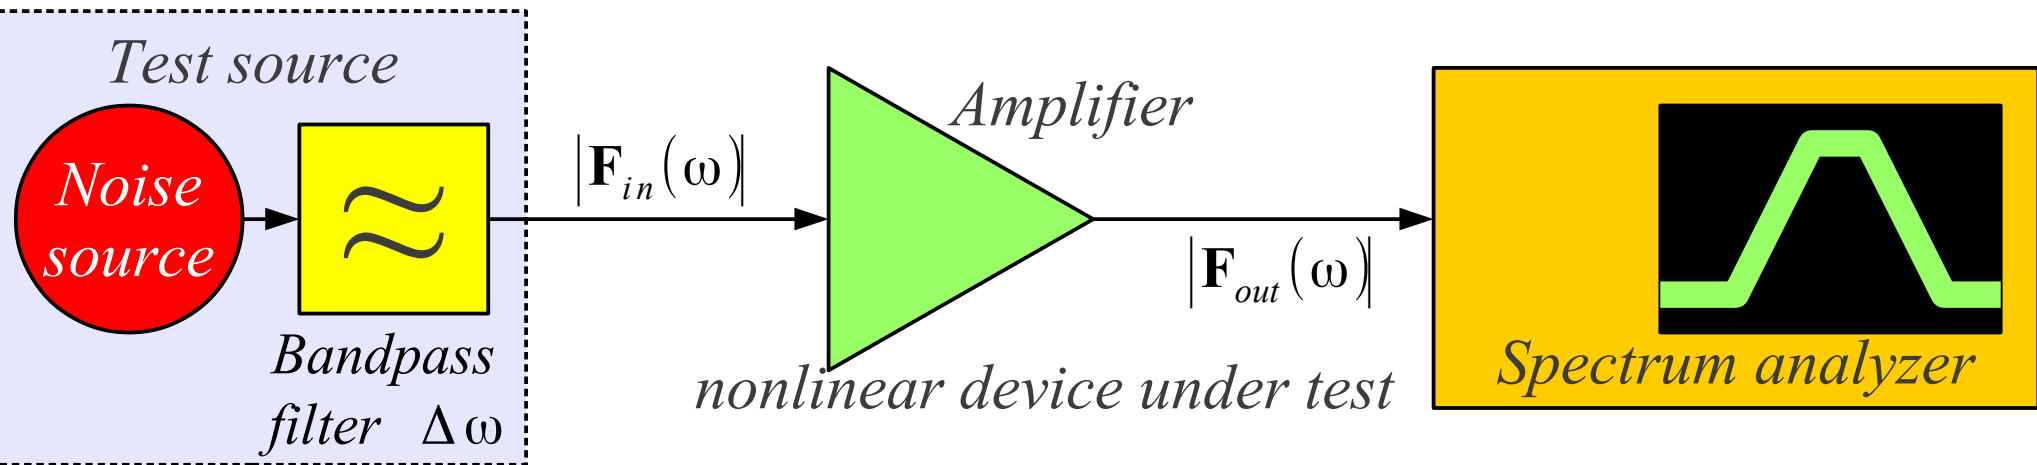 Test source
Noise
source
≈
Bandpass
filter Δω
|F_in(ω)|
Amplifier
nonlinear device under test
|F_out(ω)|
Spectrum analyzer